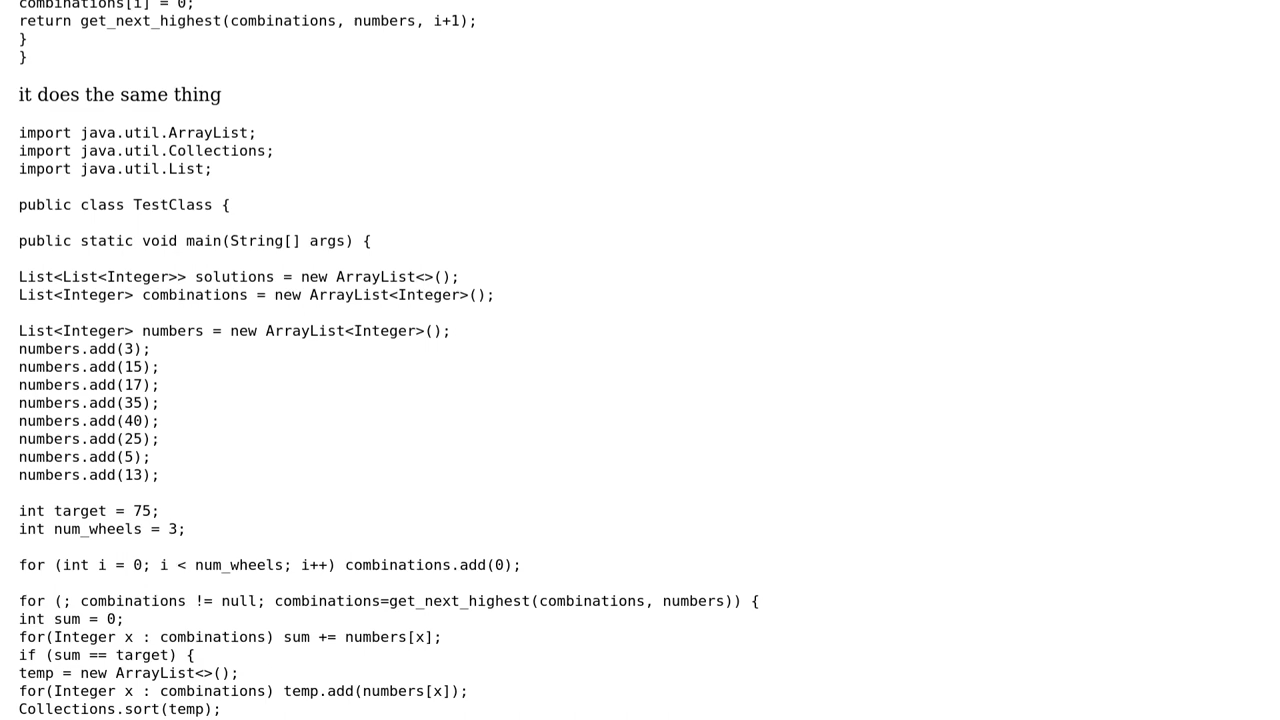 combinations[i] = 0;
return get_next_highest(combinations, numbers, i+1);
}
}
it does the same thing
import java.util.ArrayList;
import java.util.Collections;
import java.util.List;
public class TestClass {
public static void main(String[] args) {
List<List<Integer>> solutions = new ArrayList<>();
List<Integer> combinations = new ArrayList<Integer>();
List<Integer> numbers = new ArrayList<Integer>();
numbers.add(3);
numbers.add(15);
numbers.add(17);
numbers.add(35);
numbers.add(40);
numbers.add(25);
numbers.add(5);
numbers.add(13);
int target = 75;
int num_wheels = 3;
for (int i = 0; i < num_wheels; i++) combinations.add(0);
for (; combinations != null; combinations=get_next_highest(combinations, numbers)) {
int sum = 0;
for(Integer x : combinations) sum += numbers[x];
if (sum == target) {
temp = new ArrayList<>();
for(Integer x : combinations) temp.add(numbers[x]);
Collections.sort(temp);